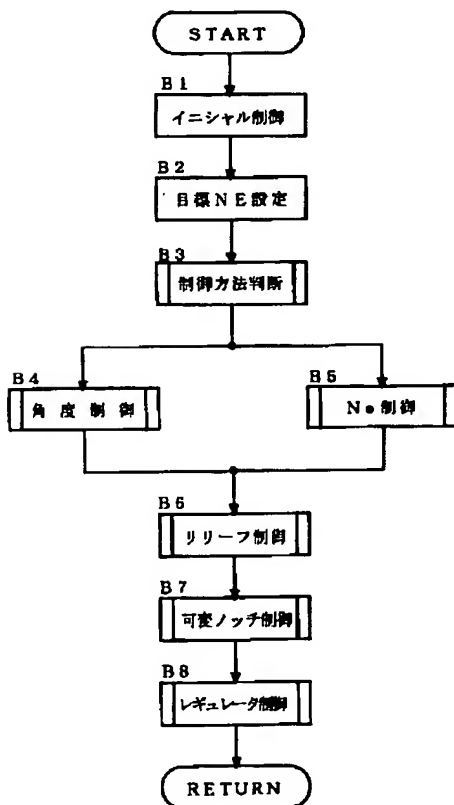 START
B1
イニシャル制御
B2
目標NE設定
B3
制御方法判断
B4
角度制御
B5
Ne制御
B6
リリーフ制御
B7
可変ノッチ制御
B8
レギュレータ制御
RETURN